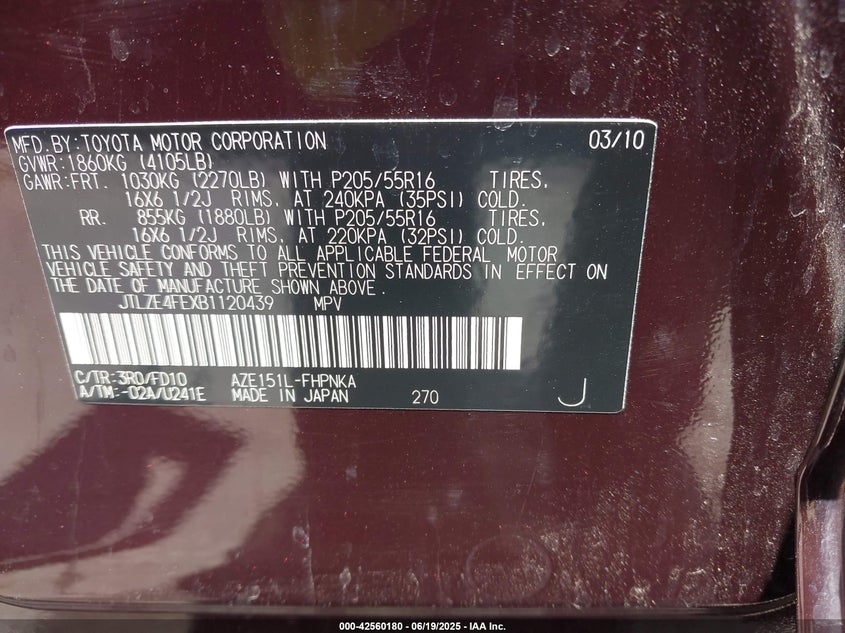 MFD.BY:TOYOTA MOTOR CORPORATION 03/10
GVWR:1860KG (4105LB)
GAWR:FRT. 1030KG (2270LB) WITH P205/55R16 TIRES,
16X6 1/2J RIMS, AT 240KPA (35PSI) COLD.
RR. 855KG (1880LB) WITH P205/55R16 TIRES,
16X6 1/2J RIMS, AT 220KPA (32PSI) COLD.
THIS VEHICLE CONFORMS TO ALL APPLICABLE FEDERAL MOTOR
VEHICLE SAFETY AND THEFT PREVENTION STANDARDS IN EFFECT ON
THE DATE OF MANUFACTURE SHOWN ABOVE.
JTLZE4FEXB1120439 MPV
C/TR:3R0/FD10 AZE151L-FHPNKA
A/TM:-02A/U241E MADE IN JAPAN 270 J
000-42560180 - 06/19/2025 - IAA Inc.